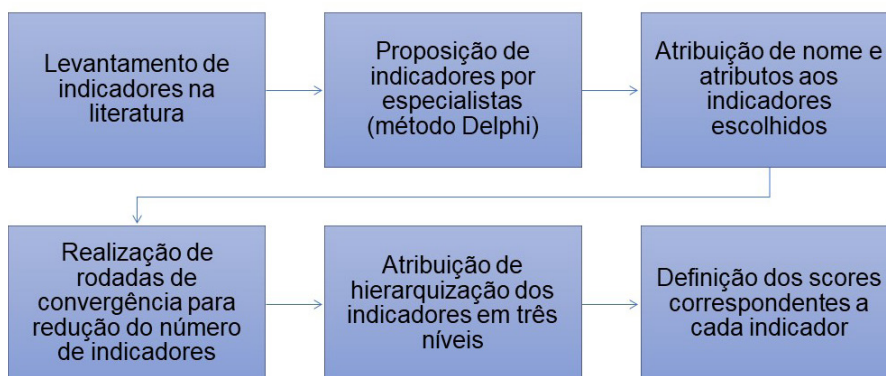 Levantamento de
indicadores na
literatura
Proposição de
indicadores por
especialistas
(método Delphi)
Atribuição de nome e
atributos aos
indicadores
escolhidos
Realização de
rodadas de
convergência para
redução do número
de indicadores
Atribuição de
hierarquização dos
indicadores em três
níveis
Definição dos scores
correspondentes a
cada indicador